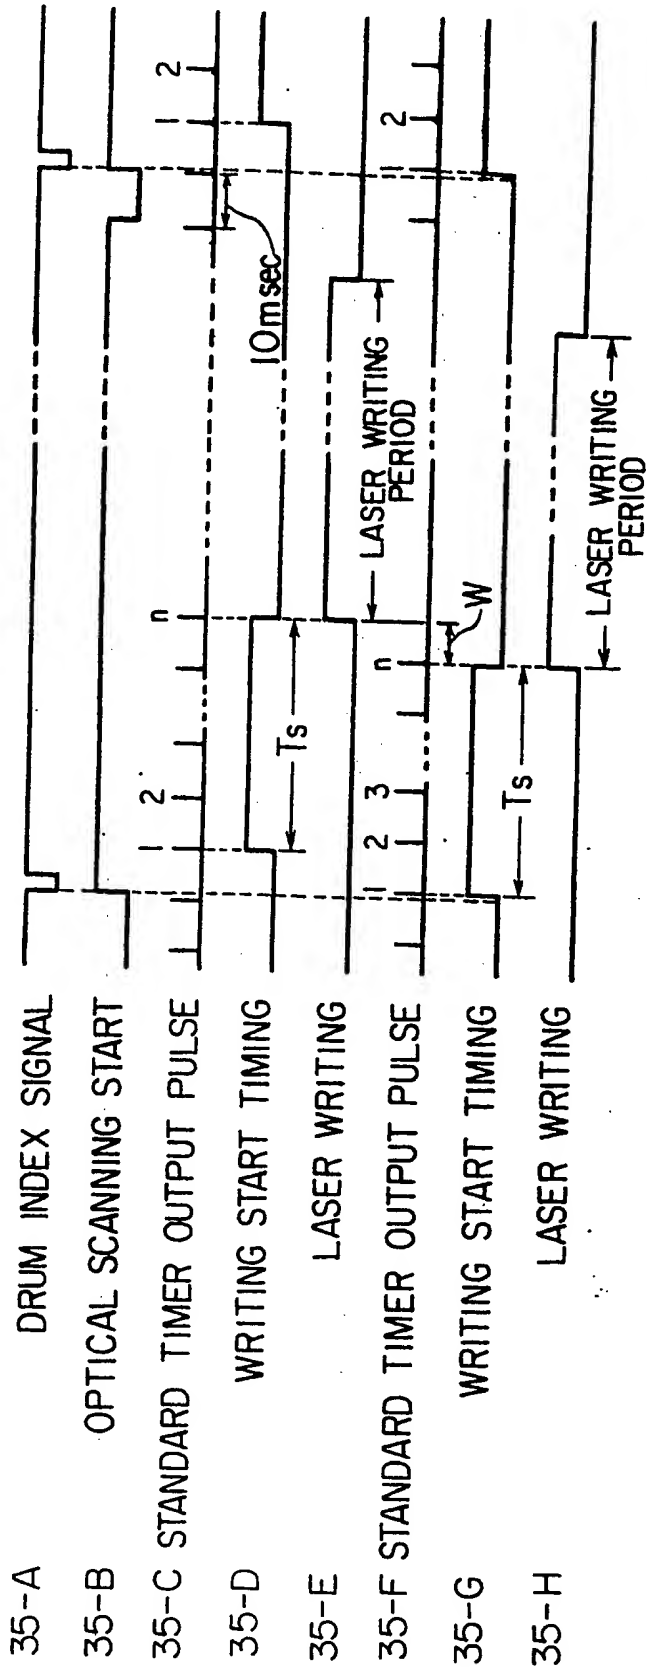 35-A DRUM INDEX SIGNAL
35-B OPTICAL SCANNING START
35-C STANDARD TIMER OUTPUT PULSE 1 2 n 1 2
10msec
35-D WRITING START TIMING
Ts
35-E LASER WRITING
LASER WRITING
PERIOD
35-F STANDARD TIMER OUTPUT PULSE 1 2 3 n 1 2
W
35-G WRITING START TIMING
Ts
35-H LASER WRITING
LASER WRITING
PERIOD